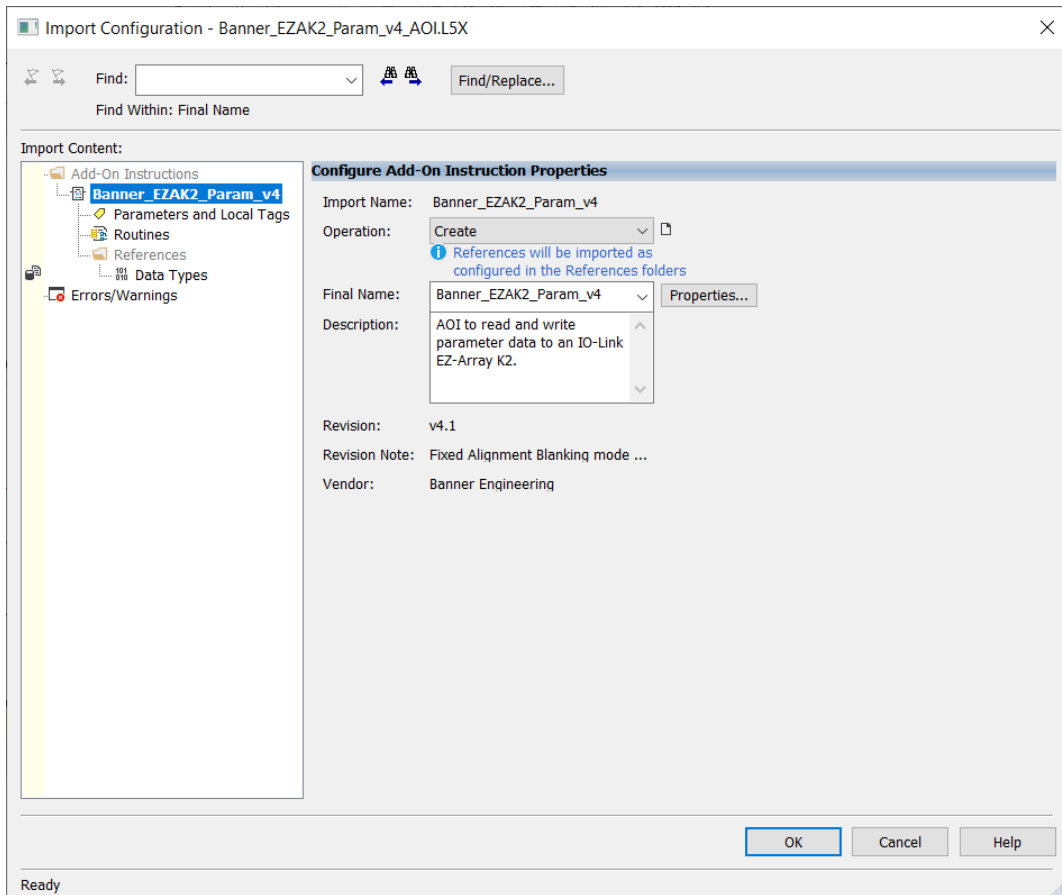 Import Configuration - Banner_EZAK2_Param_v4_AOI.L5X
Find:
Find/Replace...
Find Within: Final Name
Import Content:
Add-On Instructions
Banner_EZAK2_Param_v4
Parameters and Local Tags
Routines
References
Data Types
Errors/Warnings
Configure Add-On Instruction Properties
Import Name: Banner_EZAK2_Param_v4
Operation: Create
References will be imported as
configured in the References folders
Final Name: Banner_EZAK2_Param_v4 Properties...
Description: AOI to read and write
parameter data to an IO-Link
EZ-Array K2.
Revision: v4.1
Revision Note: Fixed Alignment Blanking mode ...
Vendor: Banner Engineering
OK Cancel Help
Ready